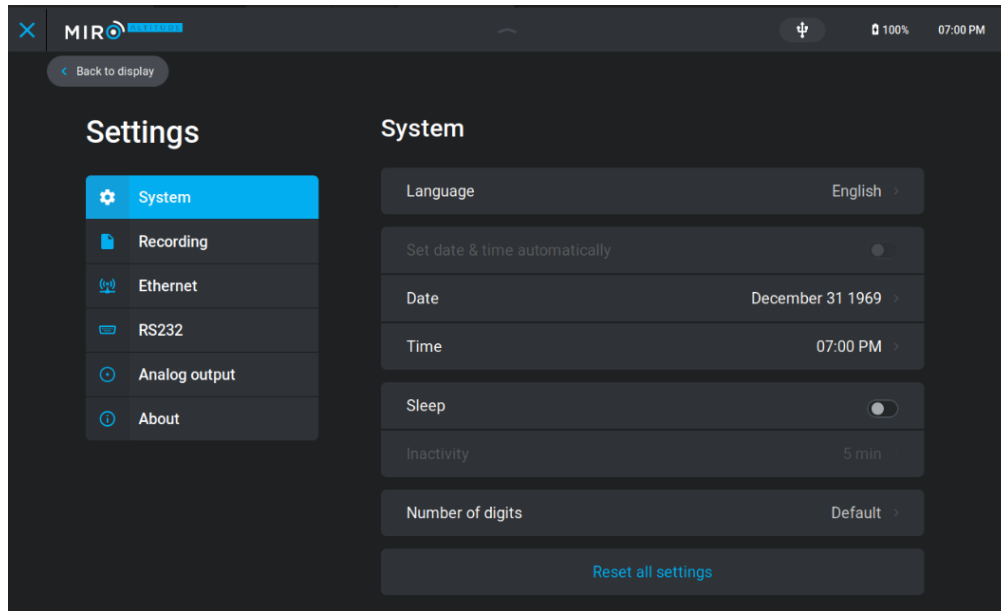 MIRO ALTITUDE
100% 07:00 PM
Back to display
Settings
System
Recording
Ethernet
RS232
Analog output
About
System
Language English
Set date & time automatically
Date December 31 1969
Time 07:00 PM
Sleep
Inactivity 5 min
Number of digits Default
Reset all settings